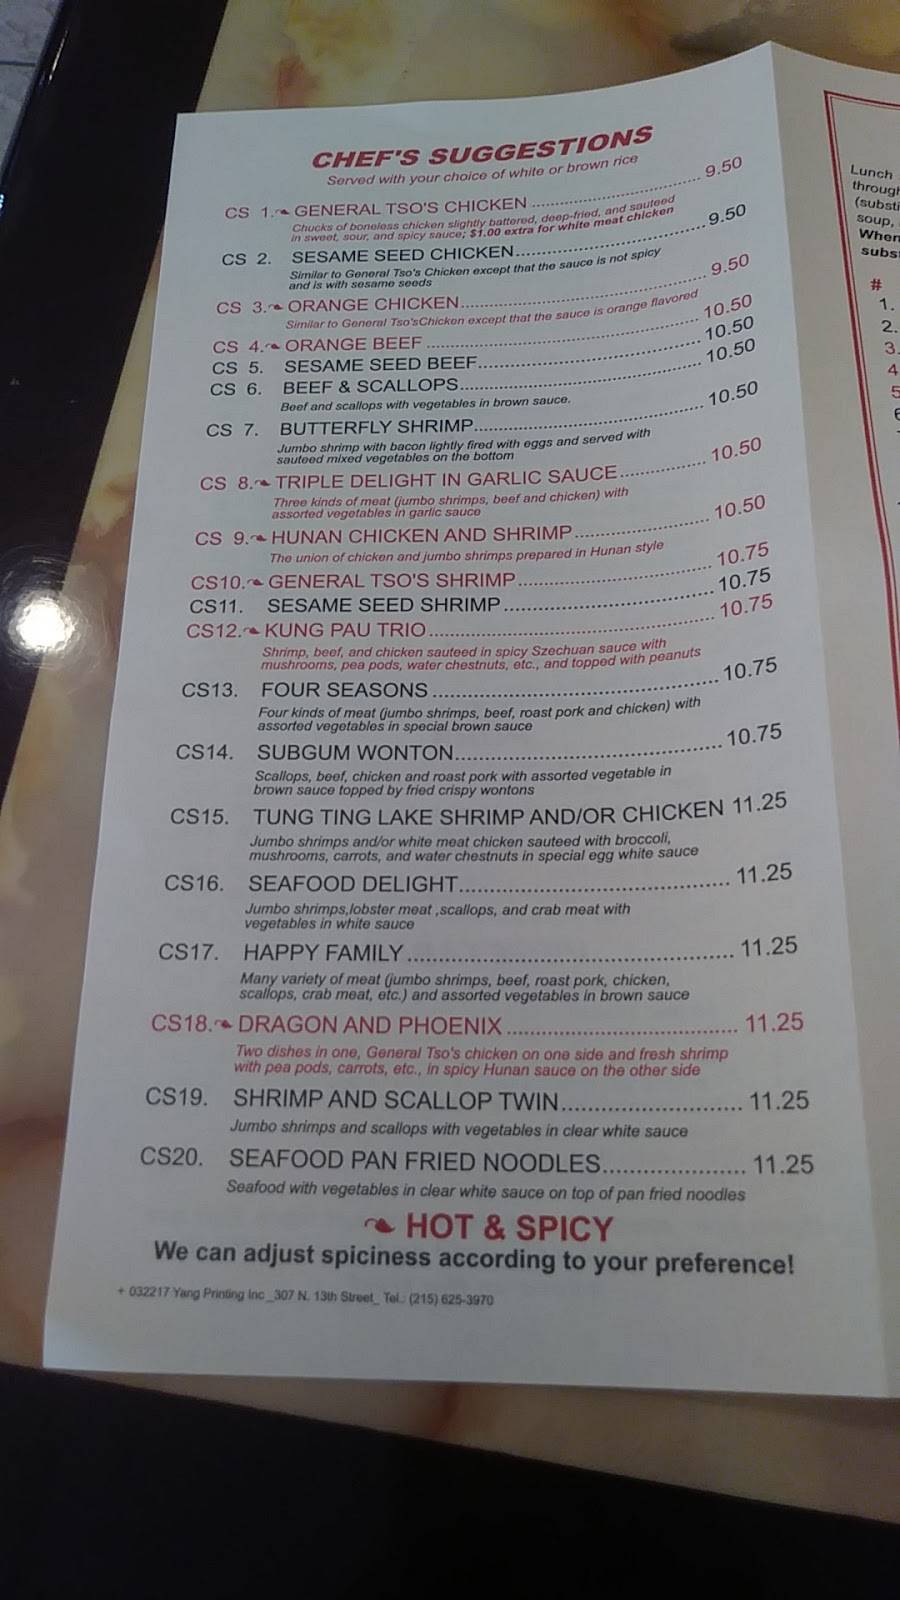 CHEF'S SUGGESTIONS
Served with your choice of white or brown rice
CS 1. GENERAL TSO'S CHICKEN ........ 9.50
Chucks of boneless chicken slightly battered, deep-fried, and sauteed
in sweet, sour, and spicy sauce; $1.00 extra for white meat chicken
CS 2. SESAME SEED CHICKEN ........ 9.50
Similar to General Tso's Chicken except that the sauce is not spicy
and is with sesame seeds
CS 3. ORANGE CHICKEN ........ 9.50
Similar to General Tso'sChicken except that the sauce is orange flavored
CS 4. ORANGE BEEF ........ 10.50
CS 5. SESAME SEED BEEF ........ 10.50
CS 6. BEEF & SCALLOPS ........ 10.50
Beef and scallops with vegetables in brown sauce.
CS 7. BUTTERFLY SHRIMP ........ 10.50
Jumbo shrimp with bacon lightly fired with eggs and served with
sauteed mixed vegetables on the bottom
CS 8. TRIPLE DELIGHT IN GARLIC SAUCE ........ 10.50
Three kinds of meat (jumbo shrimps, beef and chicken) with
assorted vegetables in garlic sauce
CS 9. HUNAN CHICKEN AND SHRIMP ........ 10.50
The union of chicken and jumbo shrimps prepared in Hunan style
CS10. GENERAL TSO'S SHRIMP ........ 10.75
CS11. SESAME SEED SHRIMP ........ 10.75
CS12. KUNG PAU TRIO ........ 10.75
Shrimp, beef, and chicken sauteed in spicy Szechuan sauce with
mushrooms, pea pods, water chestnuts, etc., and topped with peanuts
CS13. FOUR SEASONS ........ 10.75
Four kinds of meat (jumbo shrimps, beef, roast pork and chicken) with
assorted vegetables in special brown sauce
CS14. SUBGUM WONTON ........ 10.75
Scallops, beef, chicken and roast pork with assorted vegetable in
brown sauce topped by fried crispy wontons
CS15. TUNG TING LAKE SHRIMP AND/OR CHICKEN 11.25
Jumbo shrimps and/or white meat chicken sauteed with broccoli,
mushrooms, carrots, and water chestnuts in special egg white sauce
CS16. SEAFOOD DELIGHT ........ 11.25
Jumbo shrimps,lobster meat ,scallops, and crab meat with
vegetables in white sauce
CS17. HAPPY FAMILY ........ 11.25
Many variety of meat (jumbo shrimps, beef, roast pork, chicken,
scallops, crab meat, etc.) and assorted vegetables in brown sauce
CS18. DRAGON AND PHOENIX ........ 11.25
Two dishes in one, General Tso's chicken on one side and fresh shrimp
with pea pods, carrots, etc., in spicy Hunan sauce on the other side
CS19. SHRIMP AND SCALLOP TWIN ........ 11.25
Jumbo shrimps and scallops with vegetables in clear white sauce
CS20. SEAFOOD PAN FRIED NOODLES ........ 11.25
Seafood with vegetables in clear white sauce on top of pan fried noodles
HOT & SPICY
We can adjust spiciness according to your preference!
+ 032217 Yang Printing Inc _307 N. 13th Street_ Tel.: (215) 625-3970
Lunch
through
(substi
soup,
When
subst
#
1.
2.
3.
4
5